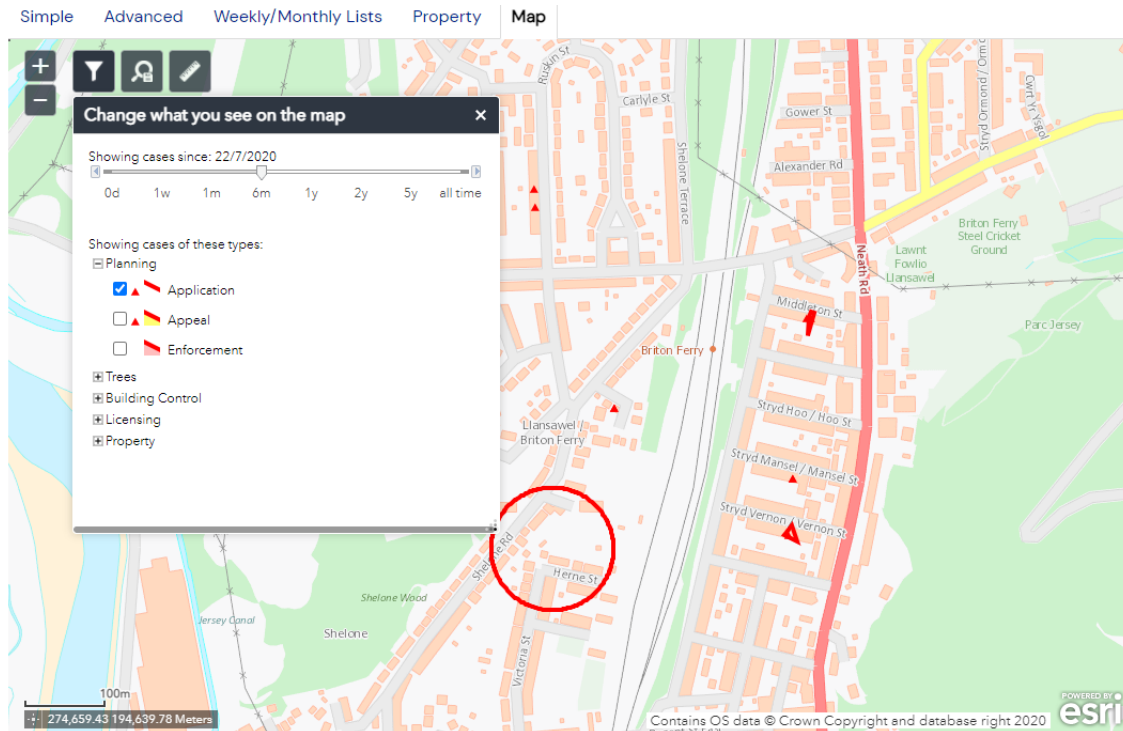 Simple Advanced Weekly/Monthly Lists Property Map
+
−
Change what you see on the map ×
Showing cases since: 22/7/2020
0d 1w 1m 6m 1y 2y 5y all time
Showing cases of these types:
Planning
Application
Appeal
Enforcement
Trees
Building Control
Licensing
Property
Ruskin St
Carlyle St
Shelone Terrace
Gower St
Alexander Rd
Stryd Ormond / Ormo
Cwrt Yr Ysgol
Briton Ferry
Steel Cricket
Ground
Lawnt
Fowlio
Llansawel
Neath Rd
Middleton St
Parc Jersey
Briton Ferry
Stryd Hoo / Hoo St
Llansawel /
Briton Ferry
Stryd Mansel / Mansel St
Stryd Vernon / Vernon St
Shelone Rd
Herne St
Shelone Wood
Jersey Canal
Shelone
Victoria St
100m
274,659.43 194,639.78 Meters
POWERED BY
esri
Contains OS data © Crown Copyright and database right 2020